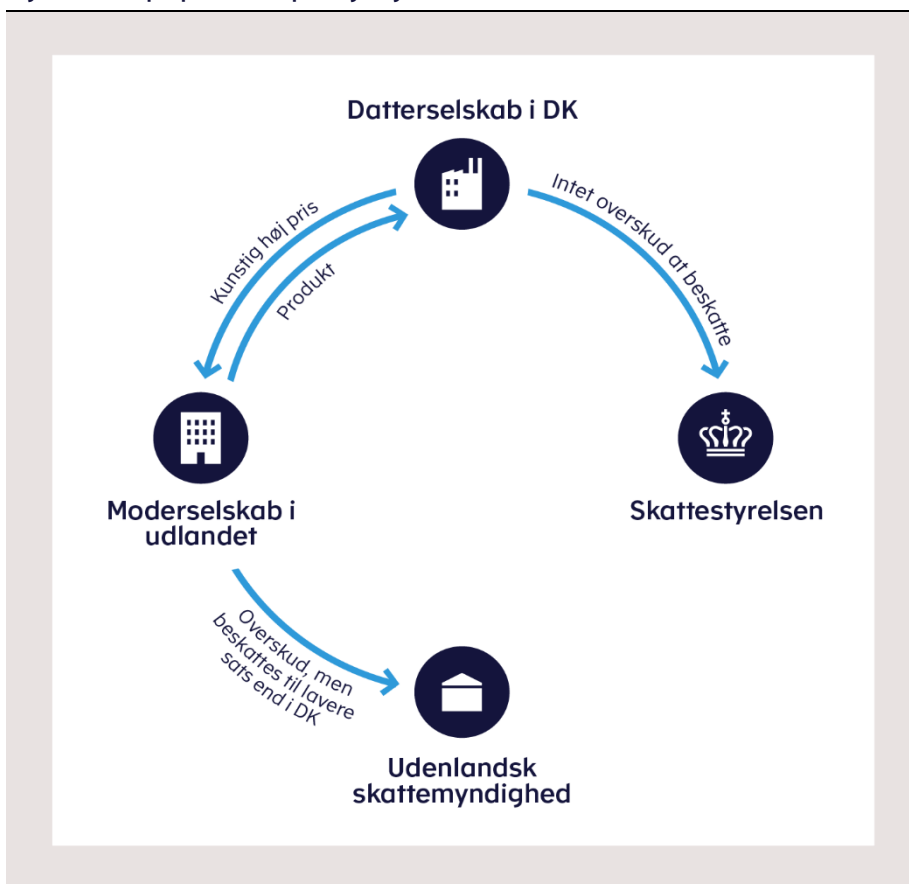 Datterselskab i DK
Kunstig høj pris
Produkt
Intet overskud at beskatte
Moderselskab i
udlandet
Skattestyrelsen
Overskud, men
beskattes til lavere
sats end i DK
Udenlandsk
skattemyndighed